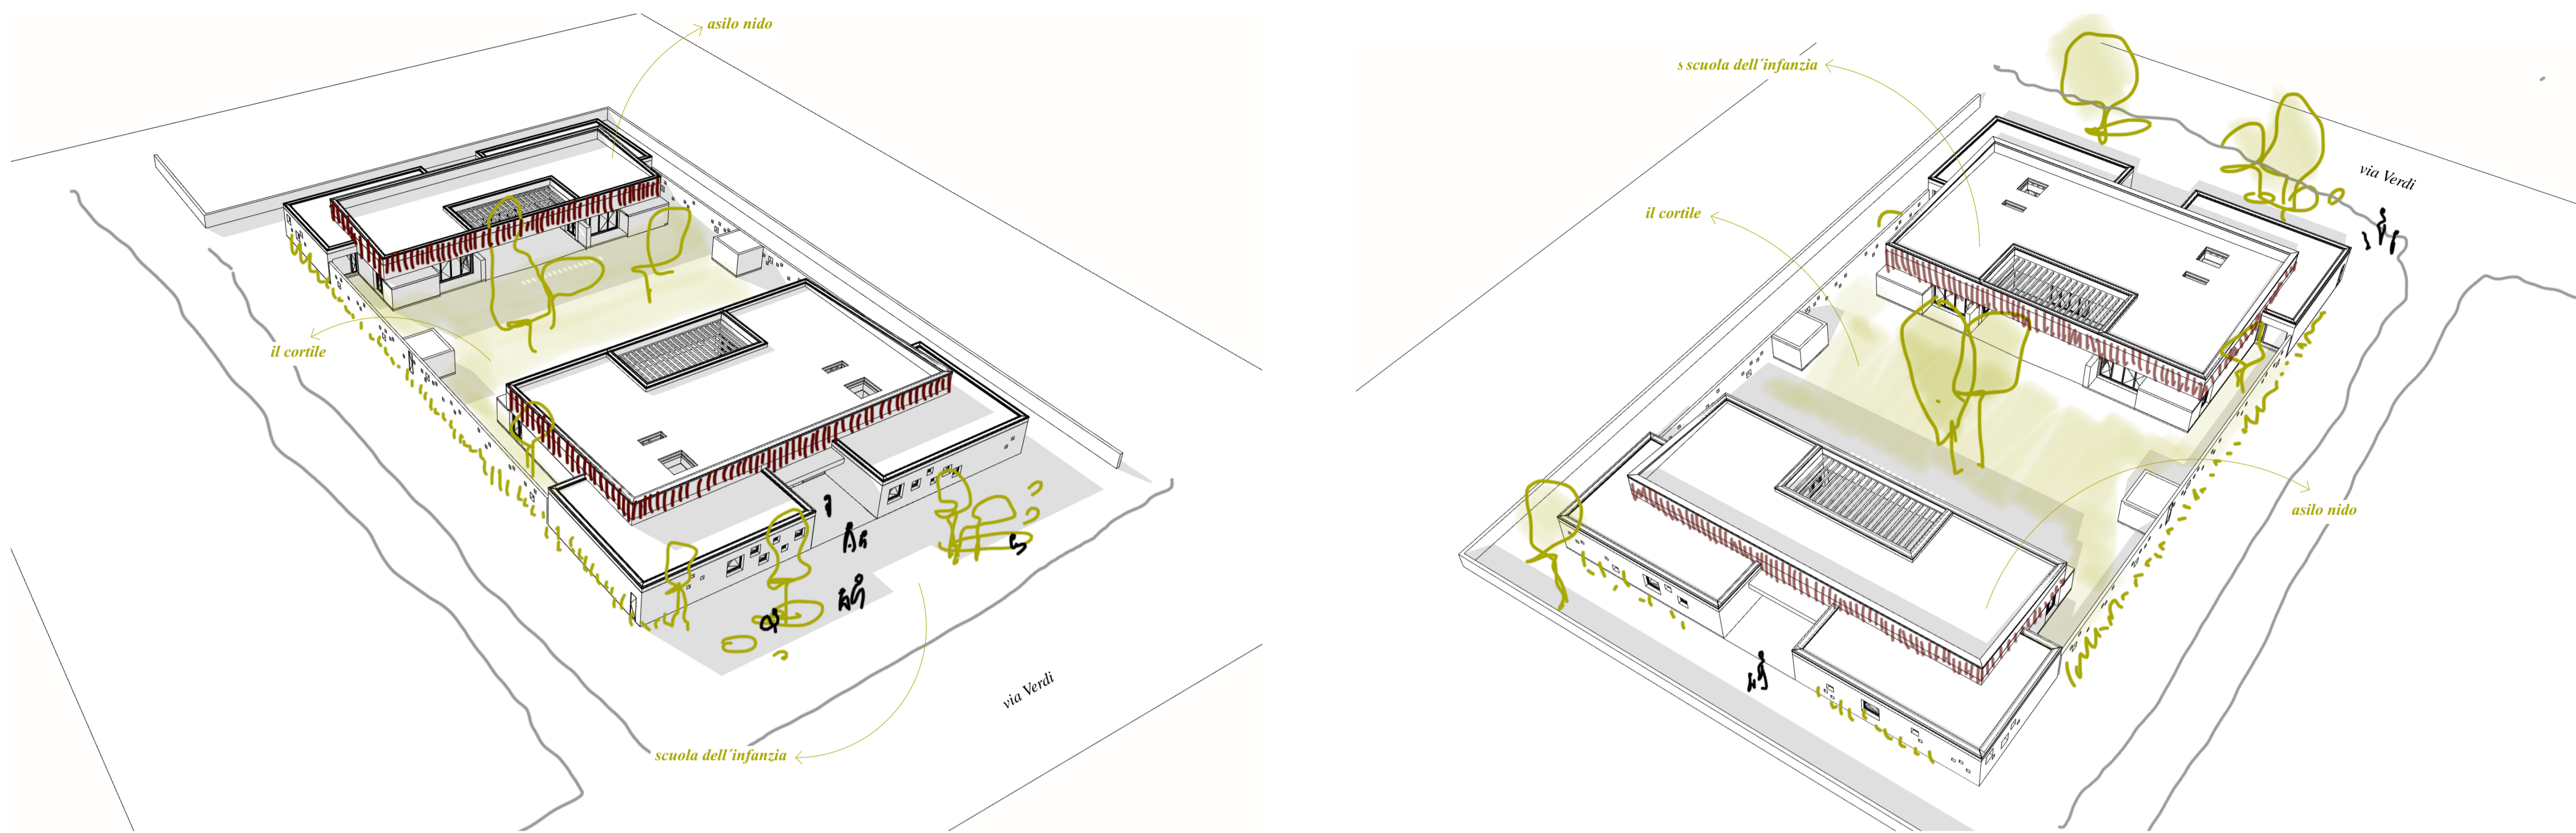 asilo nido
il cortile
via Verdi
scuola dell´infanzia
s scuola dell´infanzia
il cortile
via Verdi
asilo nido